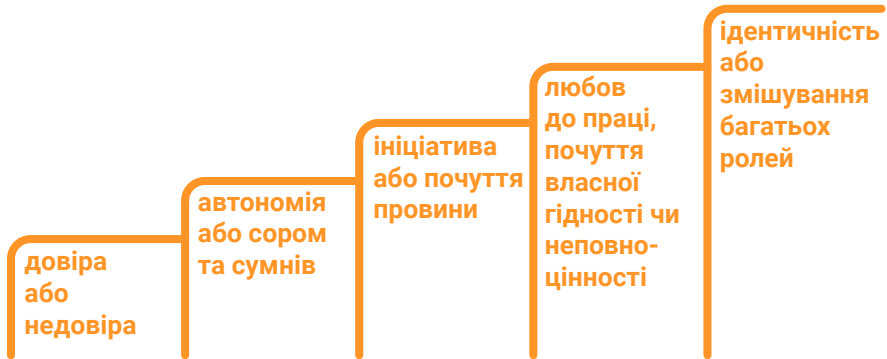 довіра
або
недовіра
автономія
або сором
та сумнів
ініціатива
або почуття
провини
любов
до праці,
почуття
власної
гідності чи
неповно-
цінності
ідентичність
або
змішування
багатьох
ролей